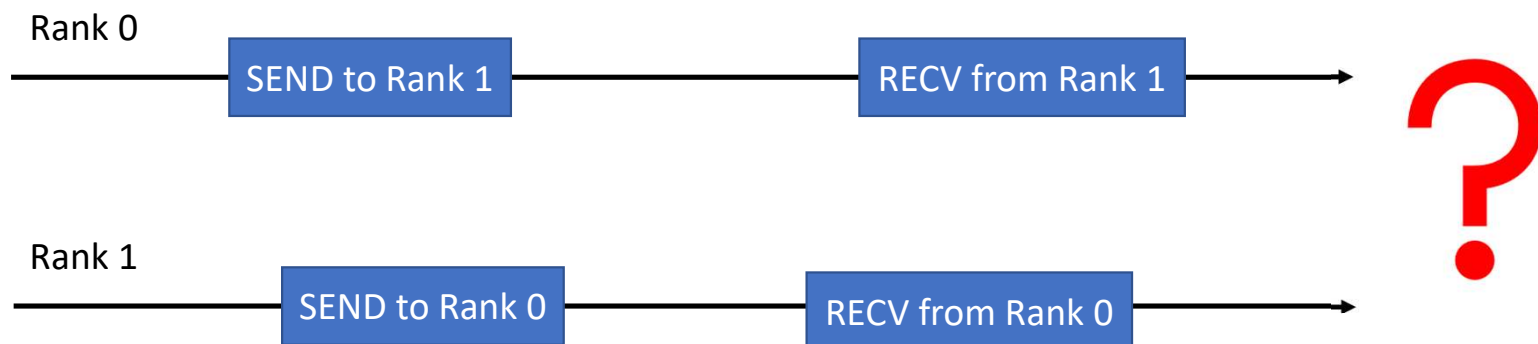 Rank 0
SEND to Rank 1
RECV from Rank 1
?
Rank 1
SEND to Rank 0
RECV from Rank 0